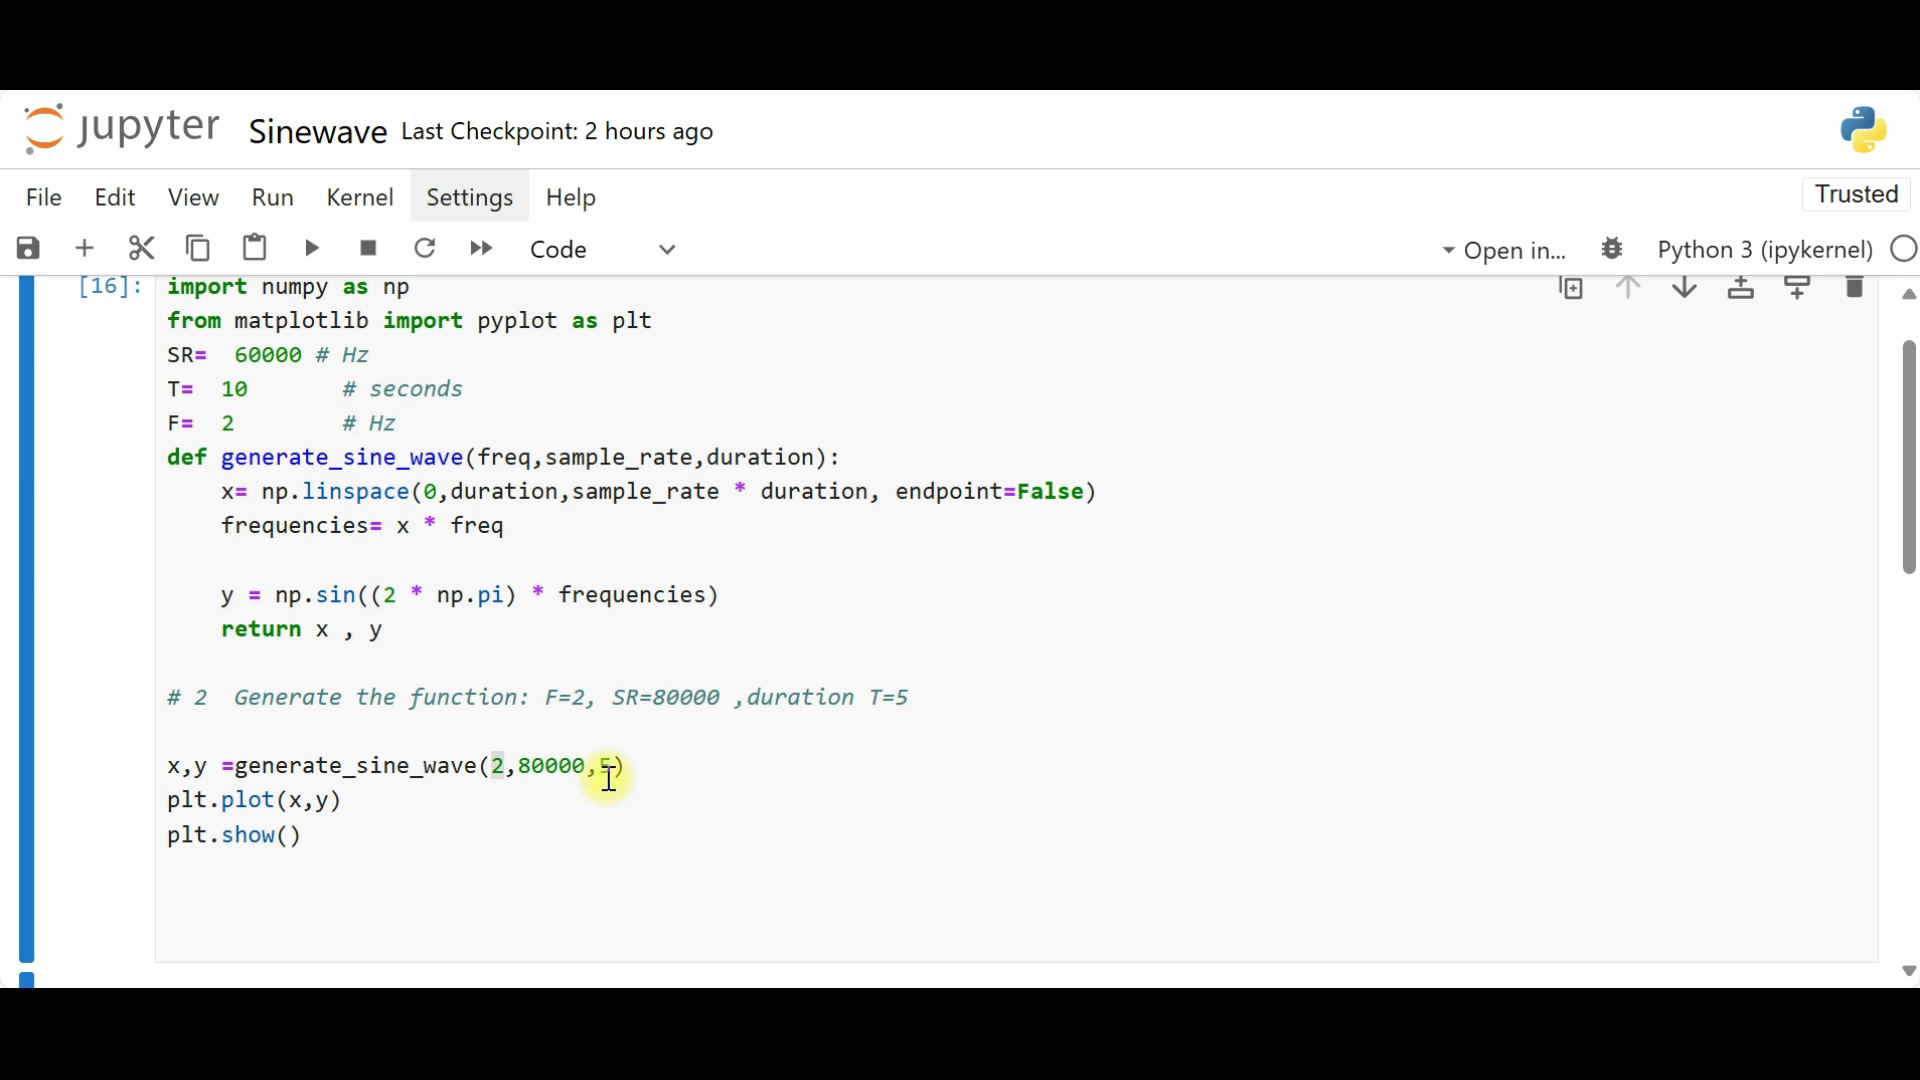 jupyter Sinewave Last Checkpoint: 2 hours ago
File Edit View Run Kernel Settings Help Trusted
Code Open in... Python 3 (ipykernel)
[16]: import numpy as np
from matplotlib import pyplot as plt
SR=  60000 # Hz
T=  10       # seconds
F=  2        # Hz
def generate_sine_wave(freq,sample_rate,duration):
    x= np.linspace(0,duration,sample_rate * duration, endpoint=False)
    frequencies= x * freq
    y = np.sin((2 * np.pi) * frequencies)
    return x , y
# 2  Generate the function: F=2, SR=80000 ,duration T=5
x,y =generate_sine_wave(2,80000,5)
plt.plot(x,y)
plt.show()